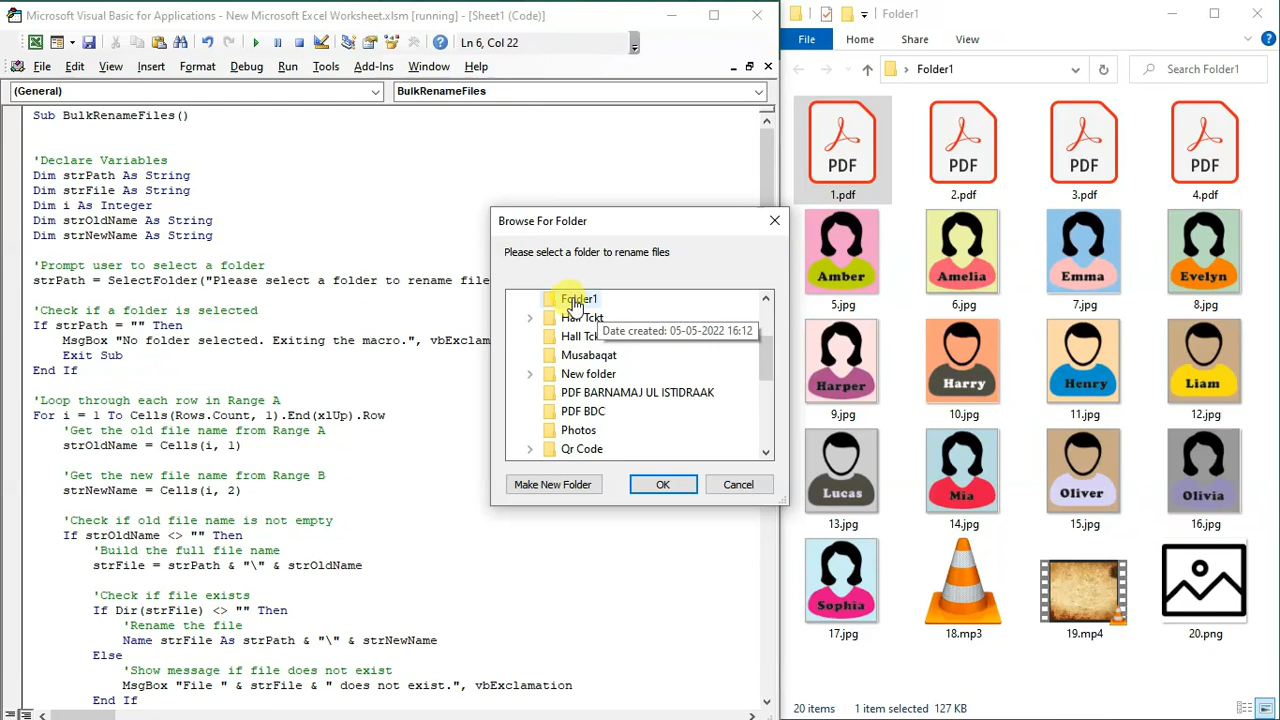 Microsoft Visual Basic for Applications - New Microsoft Excel Worksheet.xlsm [running] - [Sheet1 (Code)]
Ln 6, Col 22
File Edit View Insert Format Debug Run Tools Add-Ins Window Help
(General)
BulkRenameFiles
Sub BulkRenameFiles()
'Declare Variables
Dim strPath As String
Dim strFile As String
Dim i As Integer
Dim strOldName As String
Dim strNewName As String
'Prompt user to select a folder
strPath = SelectFolder("Please select a folder to rename file
'Check if a folder is selected
If strPath = "" Then
MsgBox "No folder selected. Exiting the macro.", vbExcla
Exit Sub
End If
'Loop through each row in Range A
For i = 1 To Cells(Rows.Count, 1).End(xlUp).Row
'Get the old file name from Range A
strOldName = Cells(i, 1)
'Get the new file name from Range B
strNewName = Cells(i, 2)
'Check if old file name is not empty
If strOldName <> "" Then
'Build the full file name
strFile = strPath & "\" & strOldName
'Check if file exists
If Dir(strFile) <> "" Then
'Rename the file
Name strFile As strPath & "\" & strNewName
Else
'Show message if file does not exist
MsgBox "File " & strFile & " does not exist.", vbExclamation
End If
Browse For Folder
Please select a folder to rename files
Folder1
Hall Tckt
Hall Tck
Date created: 05-05-2022 16:12
Musabaqat
New folder
PDF BARNAMAJ UL ISTIDRAAK
PDF BDC
Photos
Qr Code
Make New Folder OK Cancel
Folder1
File Home Share View
Folder1
Search Folder1
PDF PDF PDF PDF
1.pdf 2.pdf 3.pdf 4.pdf
Amber Amelia Emma Evelyn
5.jpg 6.jpg 7.jpg 8.jpg
Harper Harry Henry Liam
9.jpg 10.jpg 11.jpg 12.jpg
Lucas Mia Oliver Olivia
13.jpg 14.jpg 15.jpg 16.jpg
Sophia
17.jpg 18.mp3 19.mp4 20.png
20 items 1 item selected 127 KB